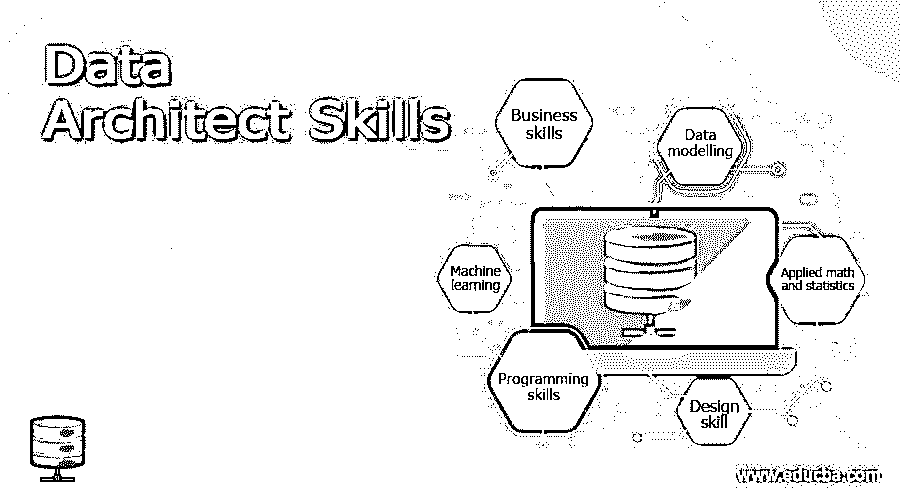 Data
Architect Skills
Business
skills
Data
modelling
Machine
learning
Applied math
and statistics
Programming
skills
Design
skill
www.educba.com